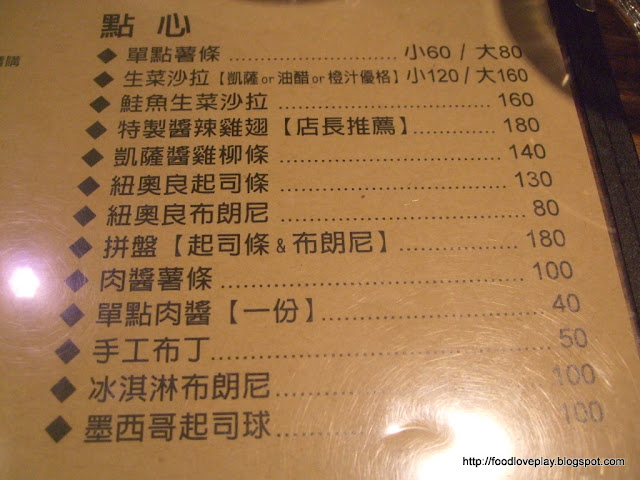 點心
◆ 單點薯條 ........................ 小60 / 大80
◆ 生菜沙拉【凱薩or油醋or橙汁優格】小120 / 大160
◆ 鮭魚生菜沙拉 ........................ 160
◆ 特製醬辣雞翅【店長推薦】............ 180
◆ 凱薩醬雞柳條 ........................ 140
◆ 紐奧良起司條 ........................ 130
◆ 紐奧良布朗尼 ........................ 80
◆ 拼盤【起司條 & 布朗尼】............ 180
◆ 肉醬薯條 ........................ 100
◆ 單點肉醬【一份】........................ 40
◆ 手工布丁 ........................ 50
◆ 冰淇淋布朗尼 ........................ 100
◆ 墨西哥起司球 ........................ 100
http://foodloveplay.blogspot.com